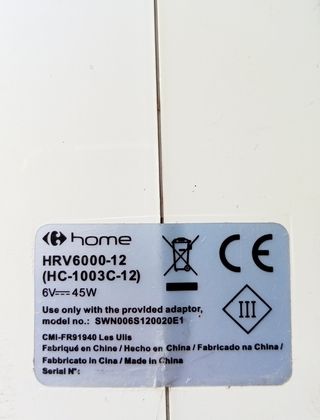 home
HRV6000-12
(HC-1003C-12)
6V⎓45W
Use only with the provided adaptor,
model no.: SWN006S120020E1
CMI-FR91940 Les Ulis
Fabriqué en Chine / Hecho en China / Fabricado na China /
Fabbricato in Cina / Made in China
Serial N°:
CE
III